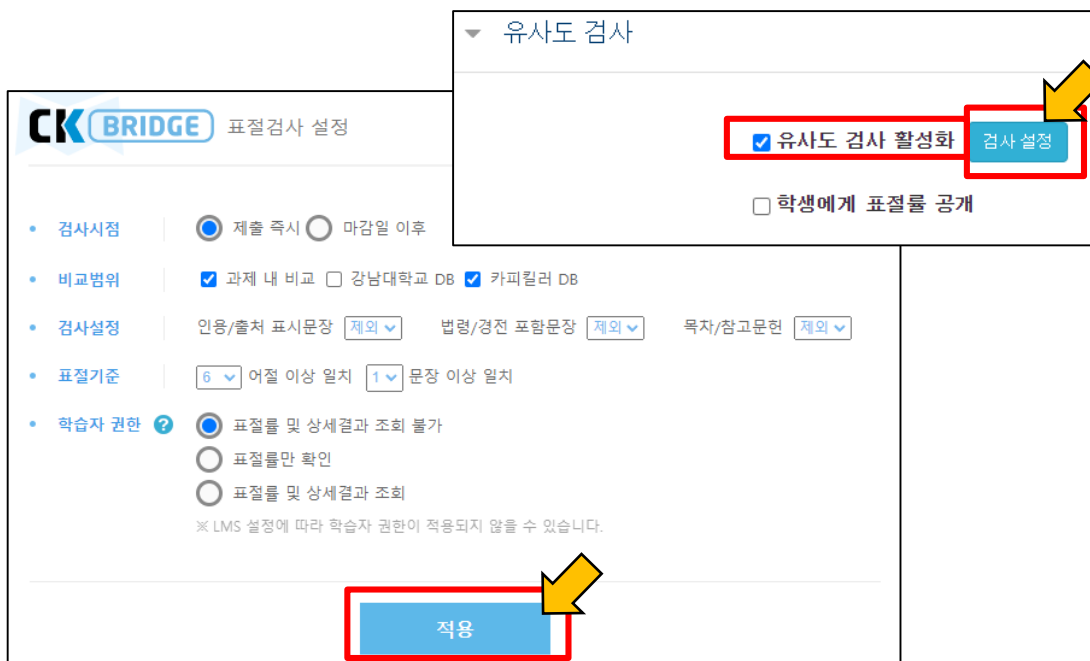 유사도 검사
유사도 검사 활성화 검사 설정
학생에게 표절률 공개
CK BRIDGE 표절검사 설정
검사시점 제출 즉시 마감일 이후
비교범위 과제 내 비교 강남대학교 DB 카피킬러 DB
검사설정 인용/출처 표시문장 제외 법령/경전 포함문장 제외 목차/참고문헌 제외
표절기준 6 어절 이상 일치 1 문장 이상 일치
학습자 권한 ? 표절률 및 상세결과 조회 불가
표절률만 확인
표절률 및 상세결과 조회
※ LMS 설정에 따라 학습자 권한이 적용되지 않을 수 있습니다.
적용